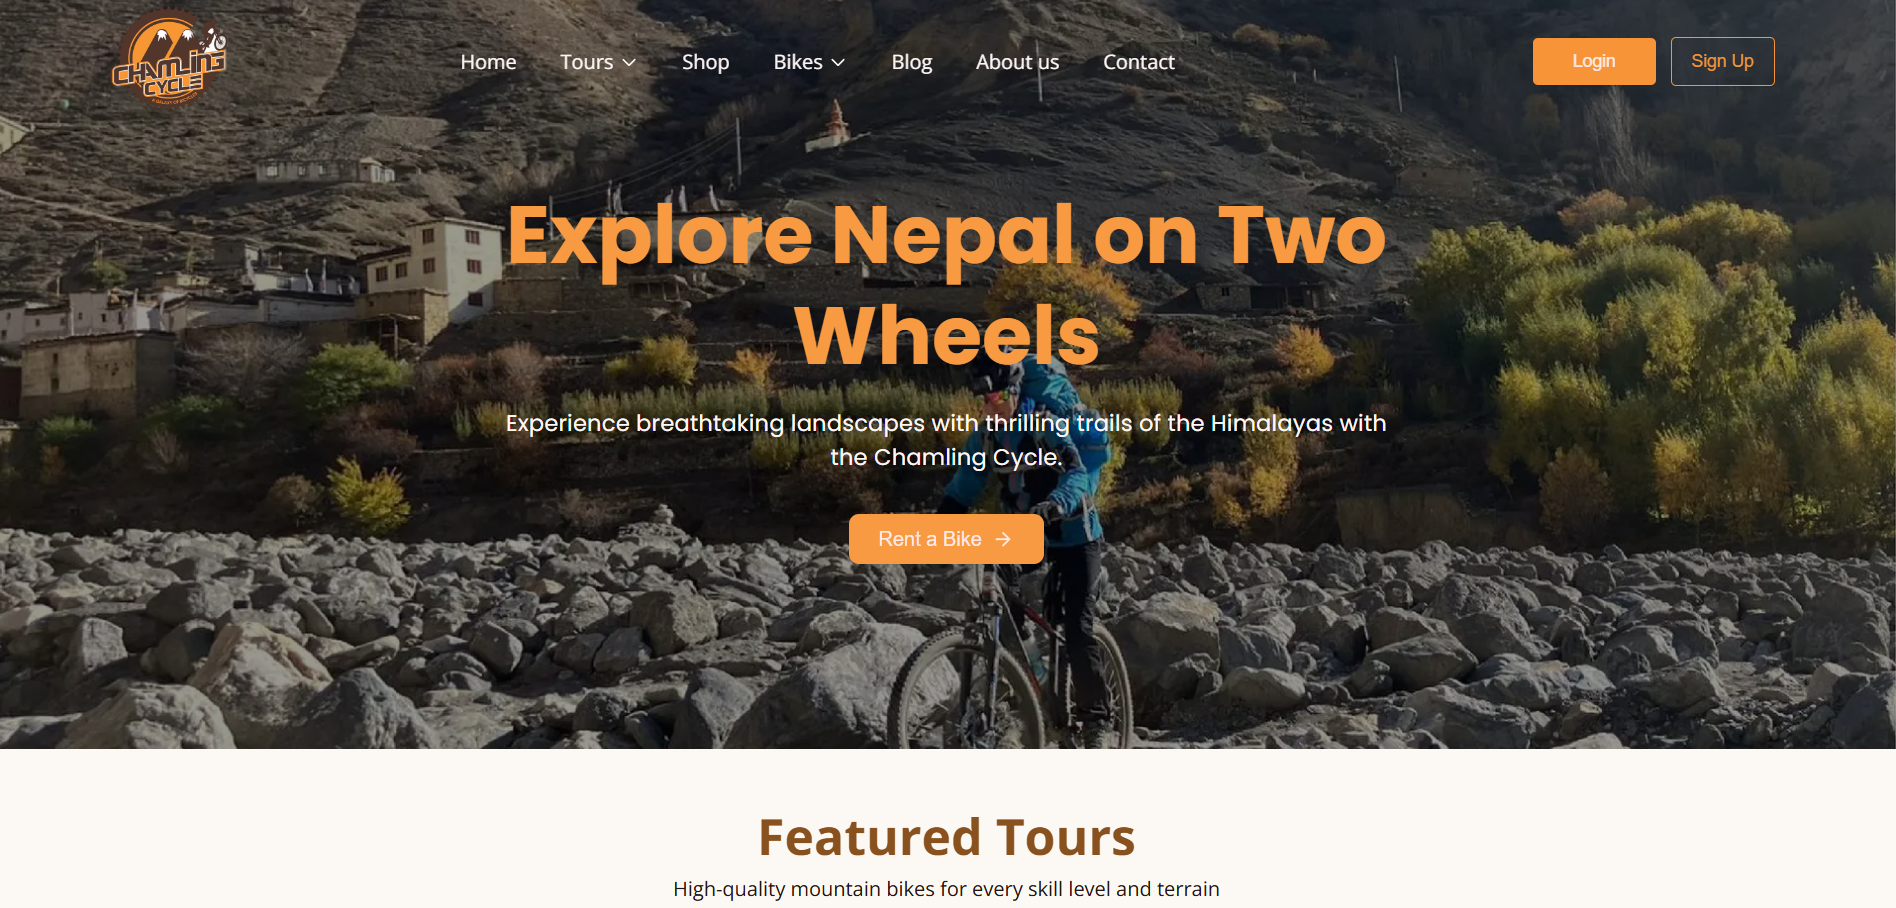 CHAMLING
CYCLE
Home
Tours
Shop
Bikes
Blog
About us
Contact
Login
Sign Up
Explore Nepal on Two
Wheels
Experience breathtaking landscapes with thrilling trails of the Himalayas with
the Chamling Cycle.
Rent a Bike
Featured Tours
High-quality mountain bikes for every skill level and terrain